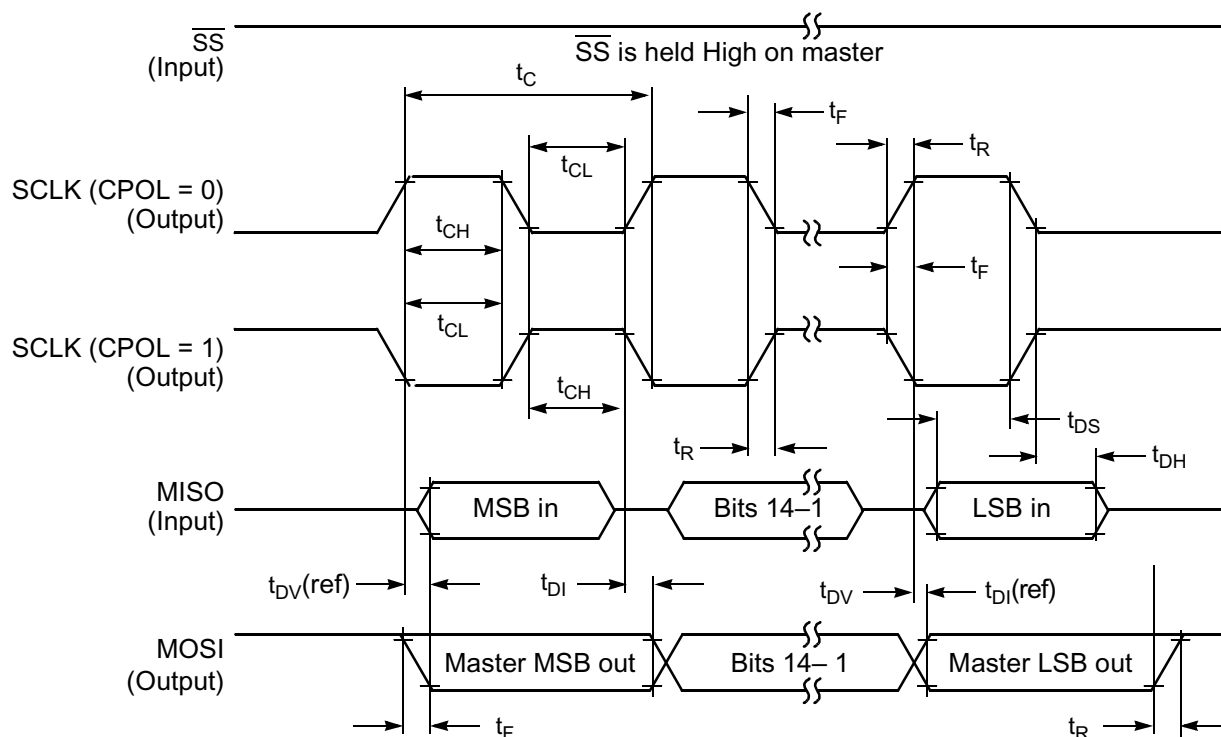 SS
(Input)
SS is held High on master
tC
tF
tR
tCL
SCLK (CPOL = 0)
(Output)
tCH
tF
tCL
SCLK (CPOL = 1)
(Output)
tCH
tDS
tR
tDH
MISO
(Input)
MSB in
Bits 14–1
LSB in
tDV(ref)
tDI
tDV
tDI(ref)
MOSI
(Output)
Master MSB out
Bits 14– 1
Master LSB out
tF
tR